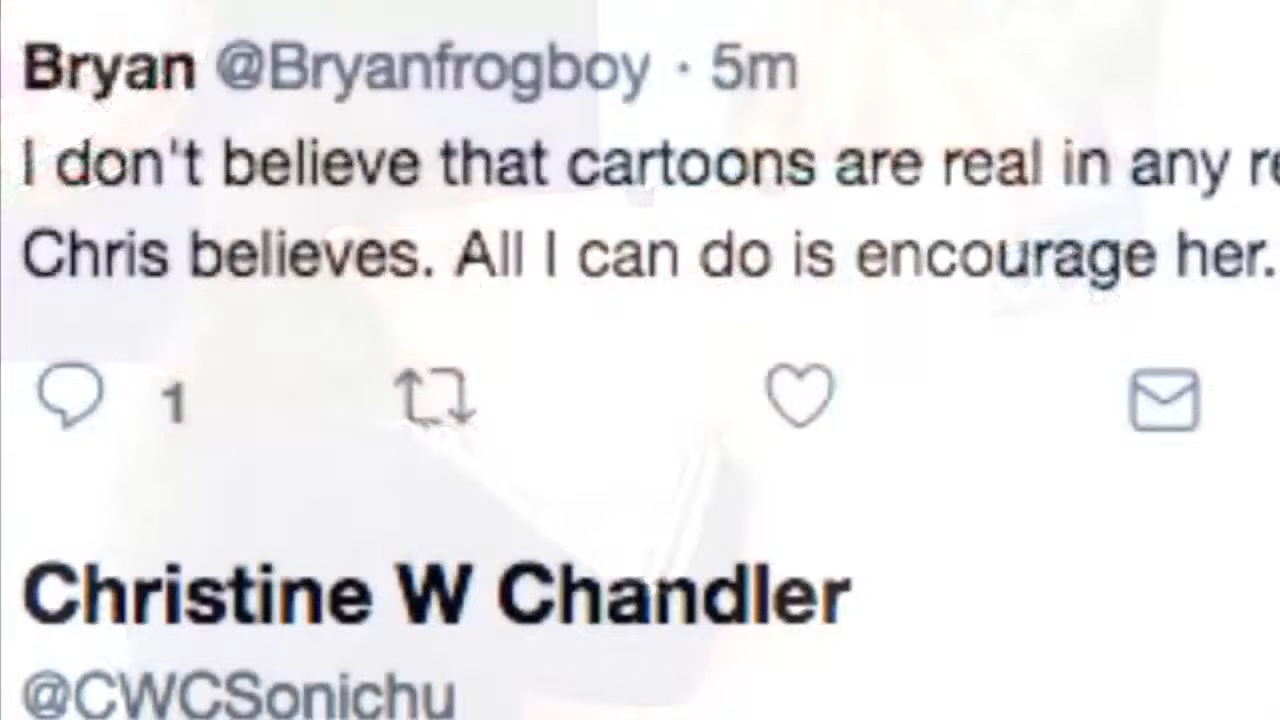 Bryan @Bryanfrogboy · 5m
I don't believe that cartoons are real in any
Chris believes. All I can do is encourage her.
1
Christine W Chandler
@CWCSonichu